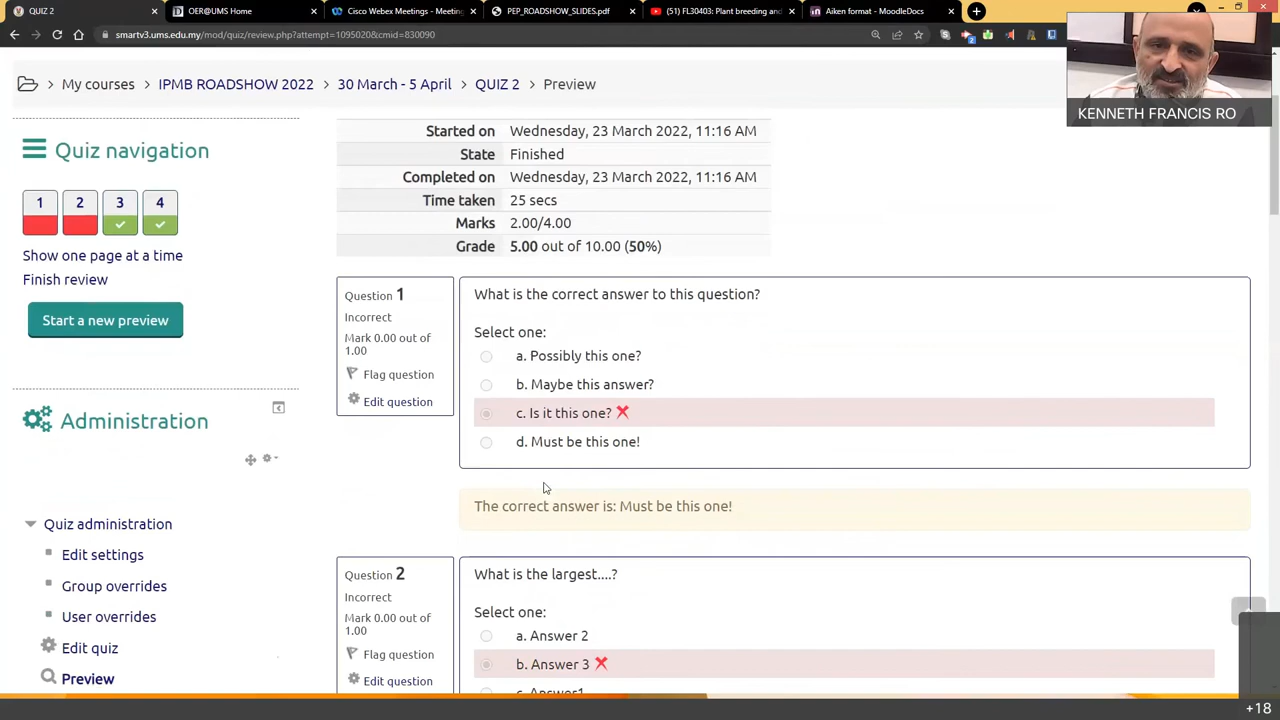 QUIZ 2
OER@UMS Home
Cisco Webex Meetings - Meeting
PEP_ROADSHOW_SLIDES.pdf
(51) FL30403: Plant breeding and
Aiken format - MoodleDocs
smartv3.ums.edu.my/mod/quiz/review.php?attempt=1095020&cmid=830090
2
My courses > IPMB ROADSHOW 2022 > 30 March - 5 April > QUIZ 2 > Preview
KENNETH FRANCIS RO
Quiz navigation
1 2 3 4
Show one page at a time
Finish review
Start a new preview
Administration
Quiz administration
Edit settings
Group overrides
User overrides
Edit quiz
Preview
Started on Wednesday, 23 March 2022, 11:16 AM
State Finished
Completed on Wednesday, 23 March 2022, 11:16 AM
Time taken 25 secs
Marks 2.00/4.00
Grade 5.00 out of 10.00 (50%)
Question 1
Incorrect
Mark 0.00 out of
1.00
Flag question
Edit question
What is the correct answer to this question?
Select one:
a. Possibly this one?
b. Maybe this answer?
c. Is it this one?
d. Must be this one!
The correct answer is: Must be this one!
Question 2
Incorrect
Mark 0.00 out of
1.00
Flag question
Edit question
What is the largest....?
Select one:
a. Answer 2
b. Answer 3
c. Answer1
+18